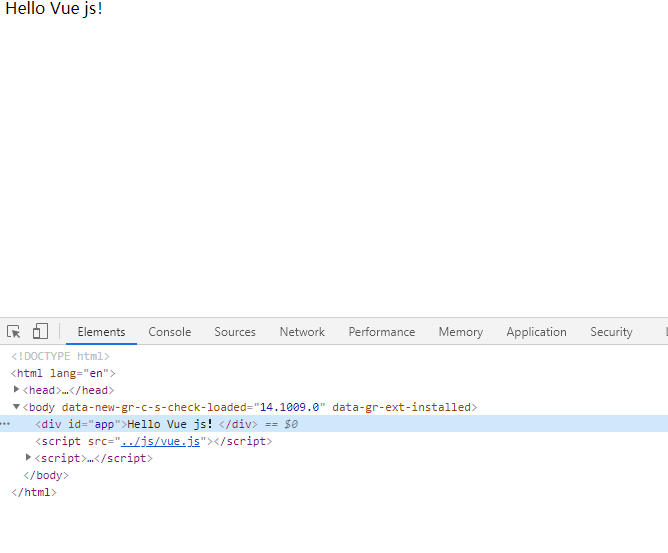 Hello Vue js!
Elements Console Sources Network Performance Memory Application Security
<!DOCTYPE html>
<html lang="en">
<head>…</head>
<body data-new-gr-c-s-check-loaded="14.1009.0" data-gr-ext-installed>
<div id="app">Hello Vue js! </div> == $0
<script src="../js/vue.js"></script>
<script>…</script>
</body>
</html>